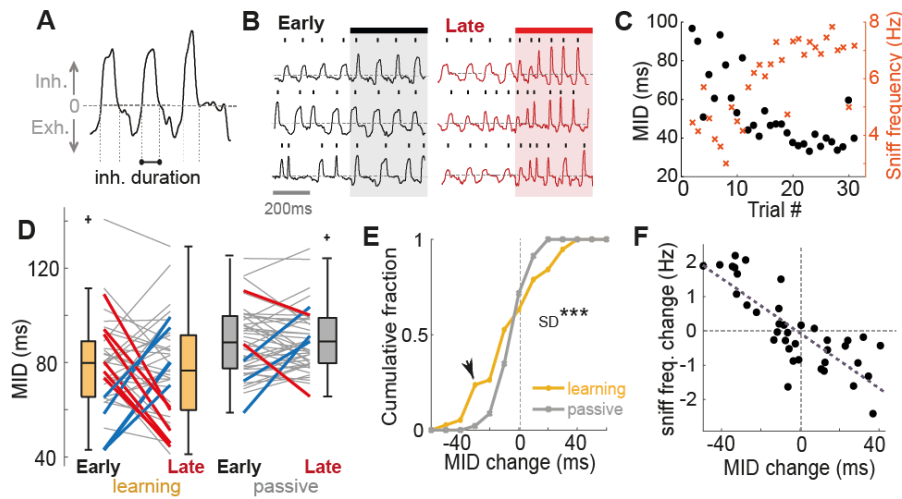 A
Inh.
0
Exh.
inh. duration
B
Early
Late
200ms
C
MID (ms)
100
80
60
40
20
0
10
20
30
Trial #
8
6
4
Sniff frequency (Hz)
D
MID (ms)
120
80
40
Early
Late
Early
Late
learning
passive
E
Cumulative fraction
1
0.5
0
SD***
learning
passive
-40
0
40
MID change (ms)
F
sniff freq. change (Hz)
2
1
0
-1
-2
-40
0
40
MID change (ms)